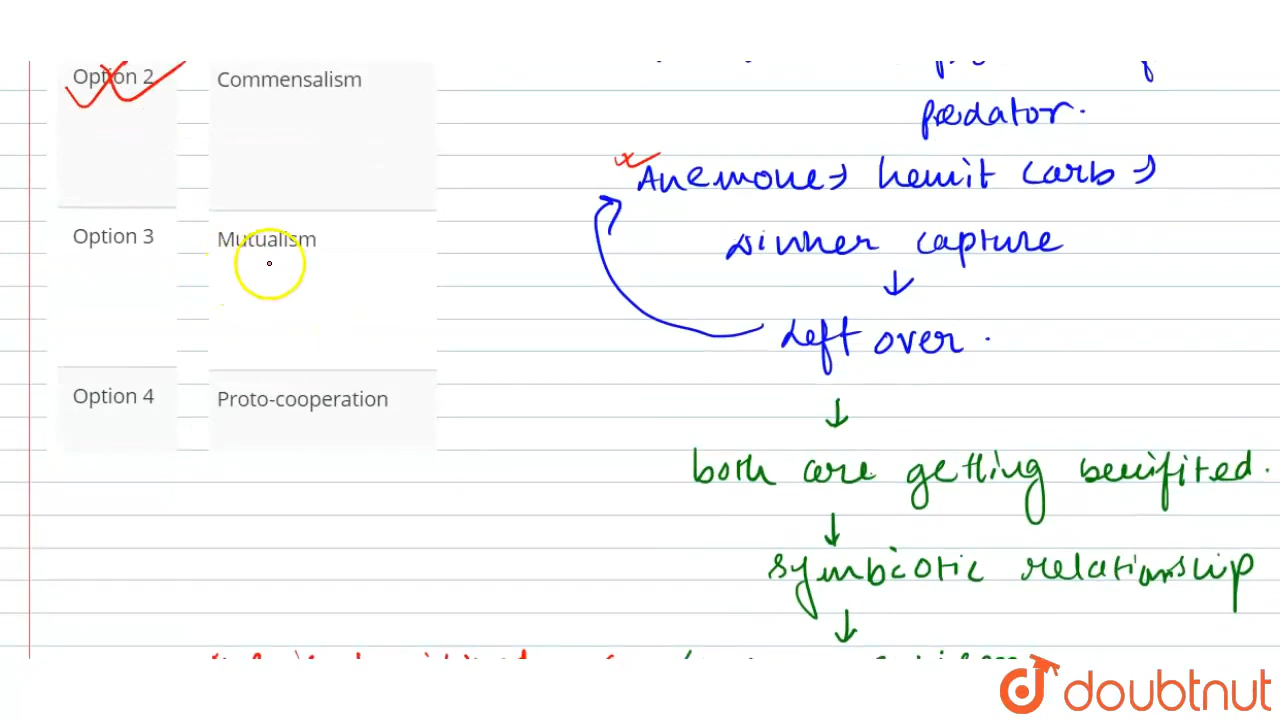 Option 2
Commensalism
predator.
Anemone → hemit carb →
dinner capture
↓
Left over.
Option 3
Mutualism
Option 4
Proto-cooperation
↓
both are getting benifited.
↓
symbiotic relationship
↓
doubtnut